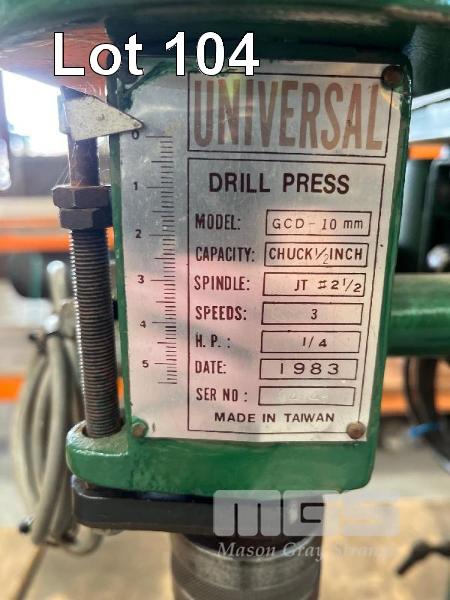 Lot 104
UNIVERSAL
DRILL PRESS
MODEL: GCD-10 mm
CAPACITY: CHUCK 1/2 INCH
SPINDLE: JT #2 1/2
SPEEDS: 3
H.P.: 1/4
DATE: 1983
SER NO:
MADE IN TAIWAN
0
1
2
3
4
5
MGS
Mason Gray Strange